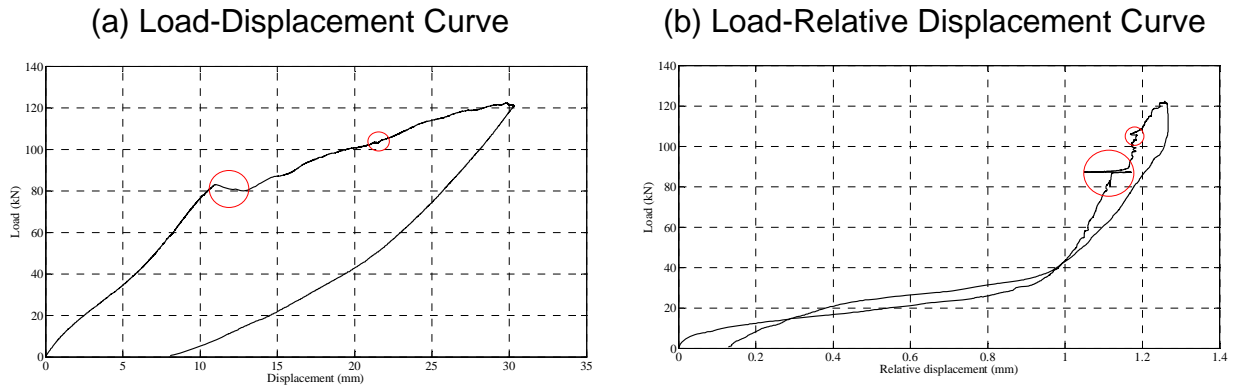 (a) Load-Displacement Curve
140
120
100
80
60
40
20
0
Load (kN)
0 5 10 15 20 25 30 35
Displacement (mm)
(b) Load-Relative Displacement Curve
140
120
100
80
60
40
20
0
Load (kN)
0 0.2 0.4 0.6 0.8 1 1.2 1.4
Relative displacement (mm)